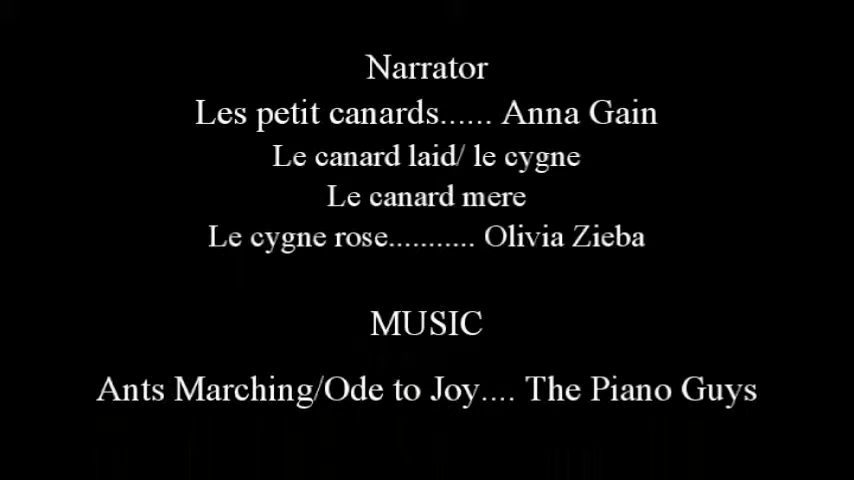 Narrator
Les petit canards...... Anna Gain
Le canard laid/ le cygne
Le canard mere
Le cygne rose........... Olivia Zieba
MUSIC
Ants Marching/Ode to Joy.... The Piano Guys